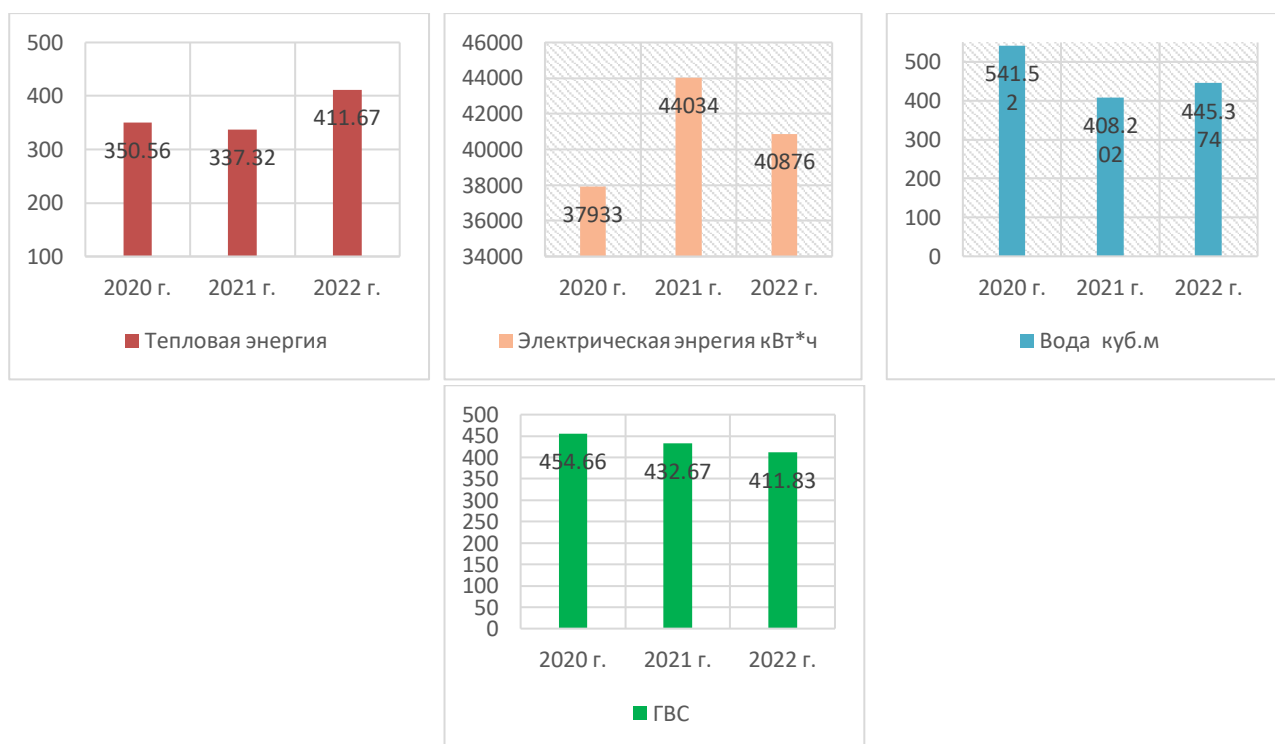 500
400
300
200
100
350.56
337.32
411.67
2020 г.
2021 г.
2022 г.
Тепловая энергия
46000
44000
42000
40000
38000
36000
34000
37933
44034
40876
2020 г.
2021 г.
2022 г.
Электрическая энрегия кВт*ч
500
400
300
200
100
0
541.5
2
408.2
02
445.3
74
2020 г.
2021 г.
2022 г.
Вода куб.м
500
450
400
350
300
250
200
150
100
50
0
454.66
432.67
411.83
2020 г.
2021 г.
2022 г.
ГВС